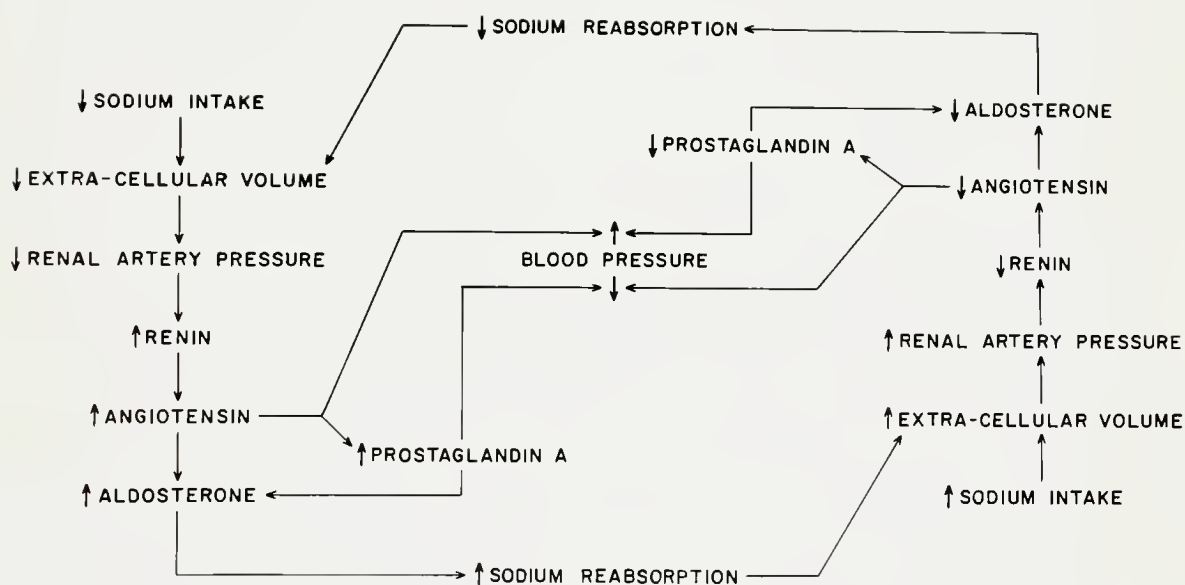 ↓ SODIUM REABSORPTION
↓ SODIUM INTAKE
↓ ALDOSTERONE
↓ PROSTAGLANDIN A
↓ EXTRA-CELLULAR VOLUME
↓ ANGIOTENSIN
↑
↓ RENAL ARTERY PRESSURE
BLOOD PRESSURE
↓ RENIN
↓
↑ RENIN
↑ RENAL ARTERY PRESSURE
↑ ANGIOTENSIN
↑ EXTRA-CELLULAR VOLUME
↑ PROSTAGLANDIN A
↑ ALDOSTERONE
↑ SODIUM INTAKE
↑ SODIUM REABSORPTION